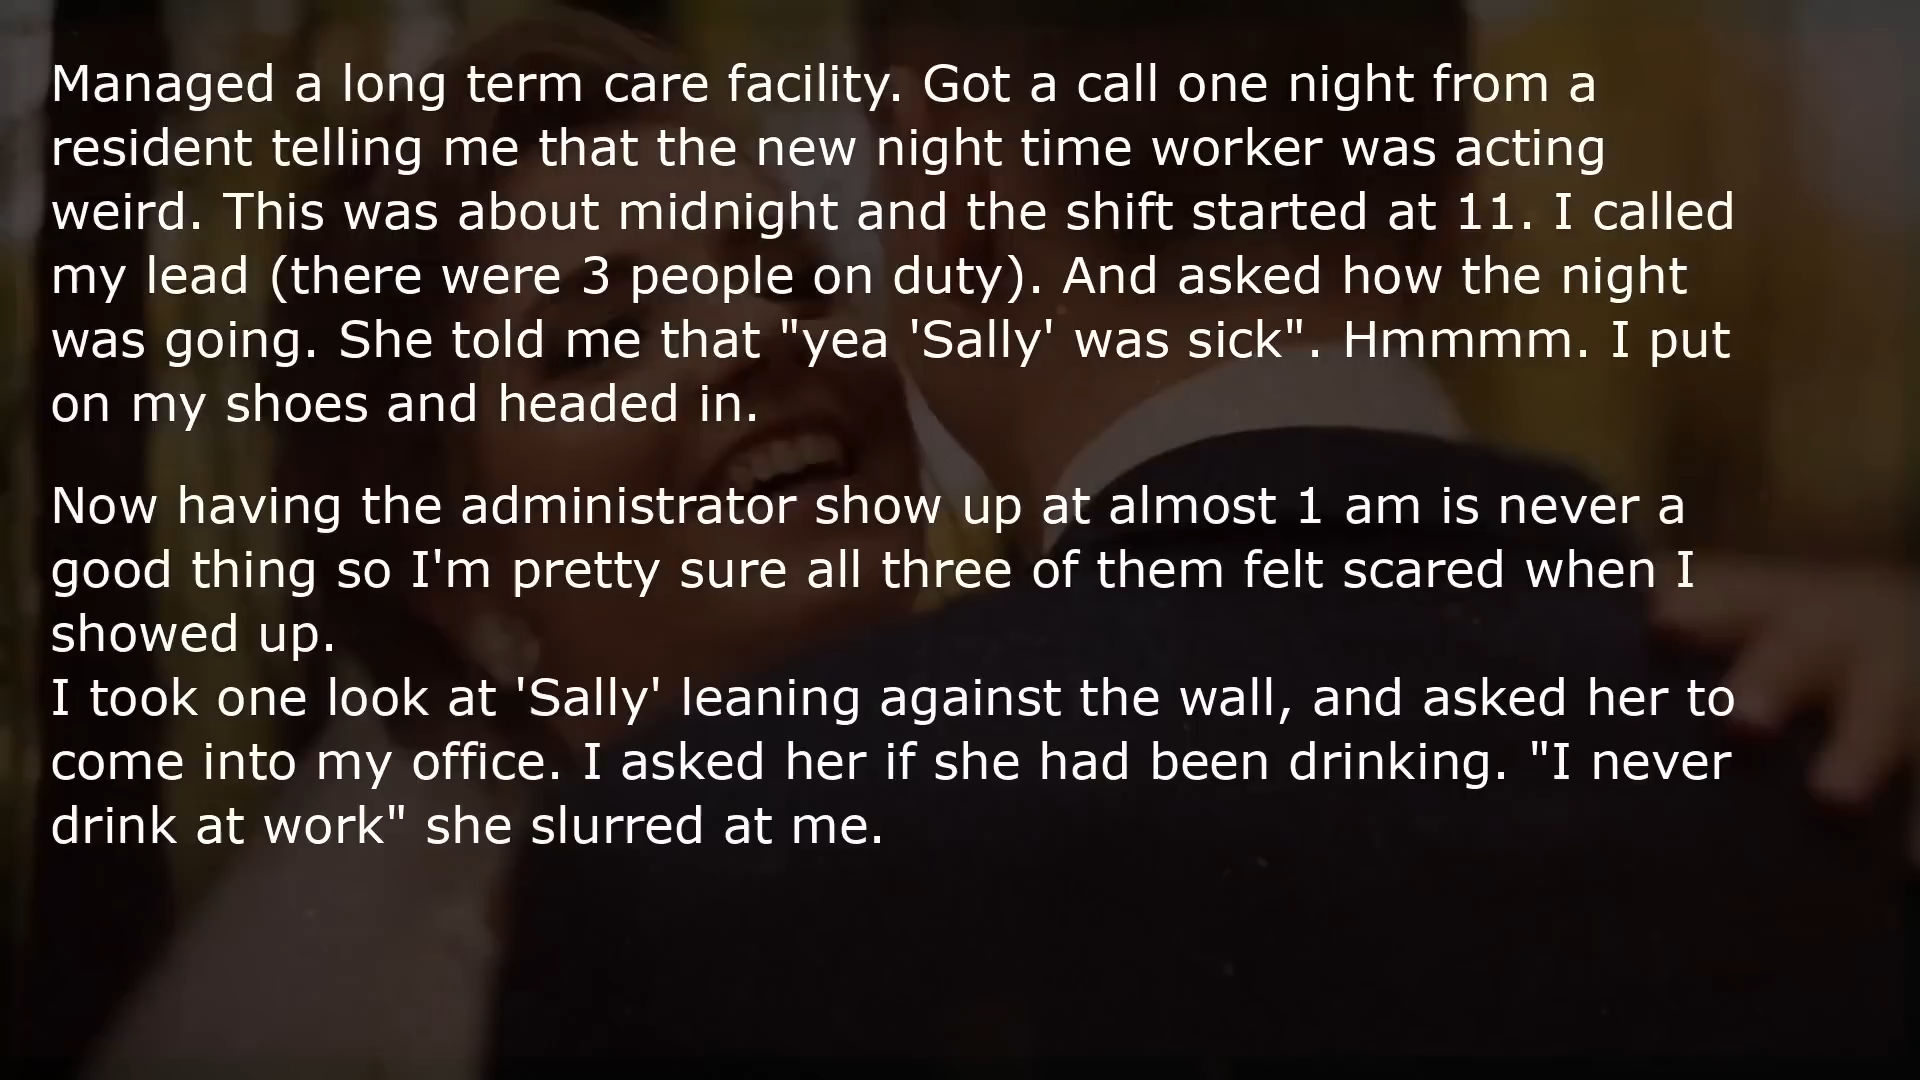 Managed a long term care facility. Got a call one night from a
resident telling me that the new night time worker was acting
weird. This was about midnight and the shift started at 11. I called
my lead (there were 3 people on duty). And asked how the night
was going. She told me that "yea 'Sally' was sick". Hmmmm. I put
on my shoes and headed in.
Now having the administrator show up at almost 1 am is never a
good thing so I'm pretty sure all three of them felt scared when I
showed up.
I took one look at 'Sally' leaning against the wall, and asked her to
come into my office. I asked her if she had been drinking. "I never
drink at work" she slurred at me.